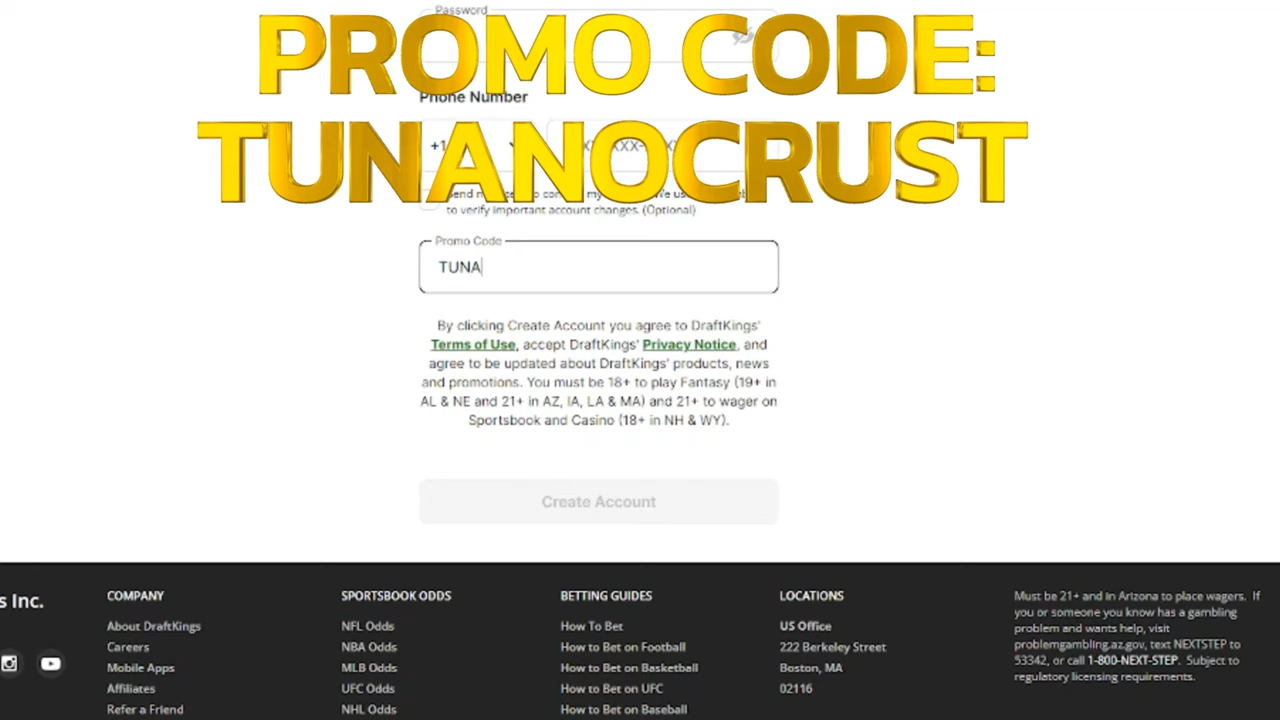 Password
PROMO CODE:
Phone Number
TUNANOCRUST
+1
to verify important account changes. (Optional)
Promo Code
TUNA
By clicking Create Account you agree to DraftKings'
Terms of Use, accept DraftKings' Privacy Notice, and
agree to be updated about DraftKings' products, news
and promotions. You must be 18+ to play Fantasy (19+ in
AL & NE and 21+ in AZ, IA, LA & MA) and 21+ to wager on
Sportsbook and Casino (18+ in NH & WY).
Create Account
s Inc.
COMPANY
About DraftKings
Careers
Mobile Apps
Affiliates
Refer a Friend
SPORTSBOOK ODDS
NFL Odds
NBA Odds
MLB Odds
UFC Odds
NHL Odds
BETTING GUIDES
How To Bet
How to Bet on Football
How to Bet on Basketball
How to Bet on UFC
How to Bet on Baseball
LOCATIONS
US Office
222 Berkeley Street
Boston, MA
02116
Must be 21+ and in Arizona to place wagers. If
you or someone you know has a gambling
problem and wants help, visit
problemgambling.az.gov, text NEXTSTEP to
53342, or call 1-800-NEXT-STEP. Subject to
regulatory licensing requirements.